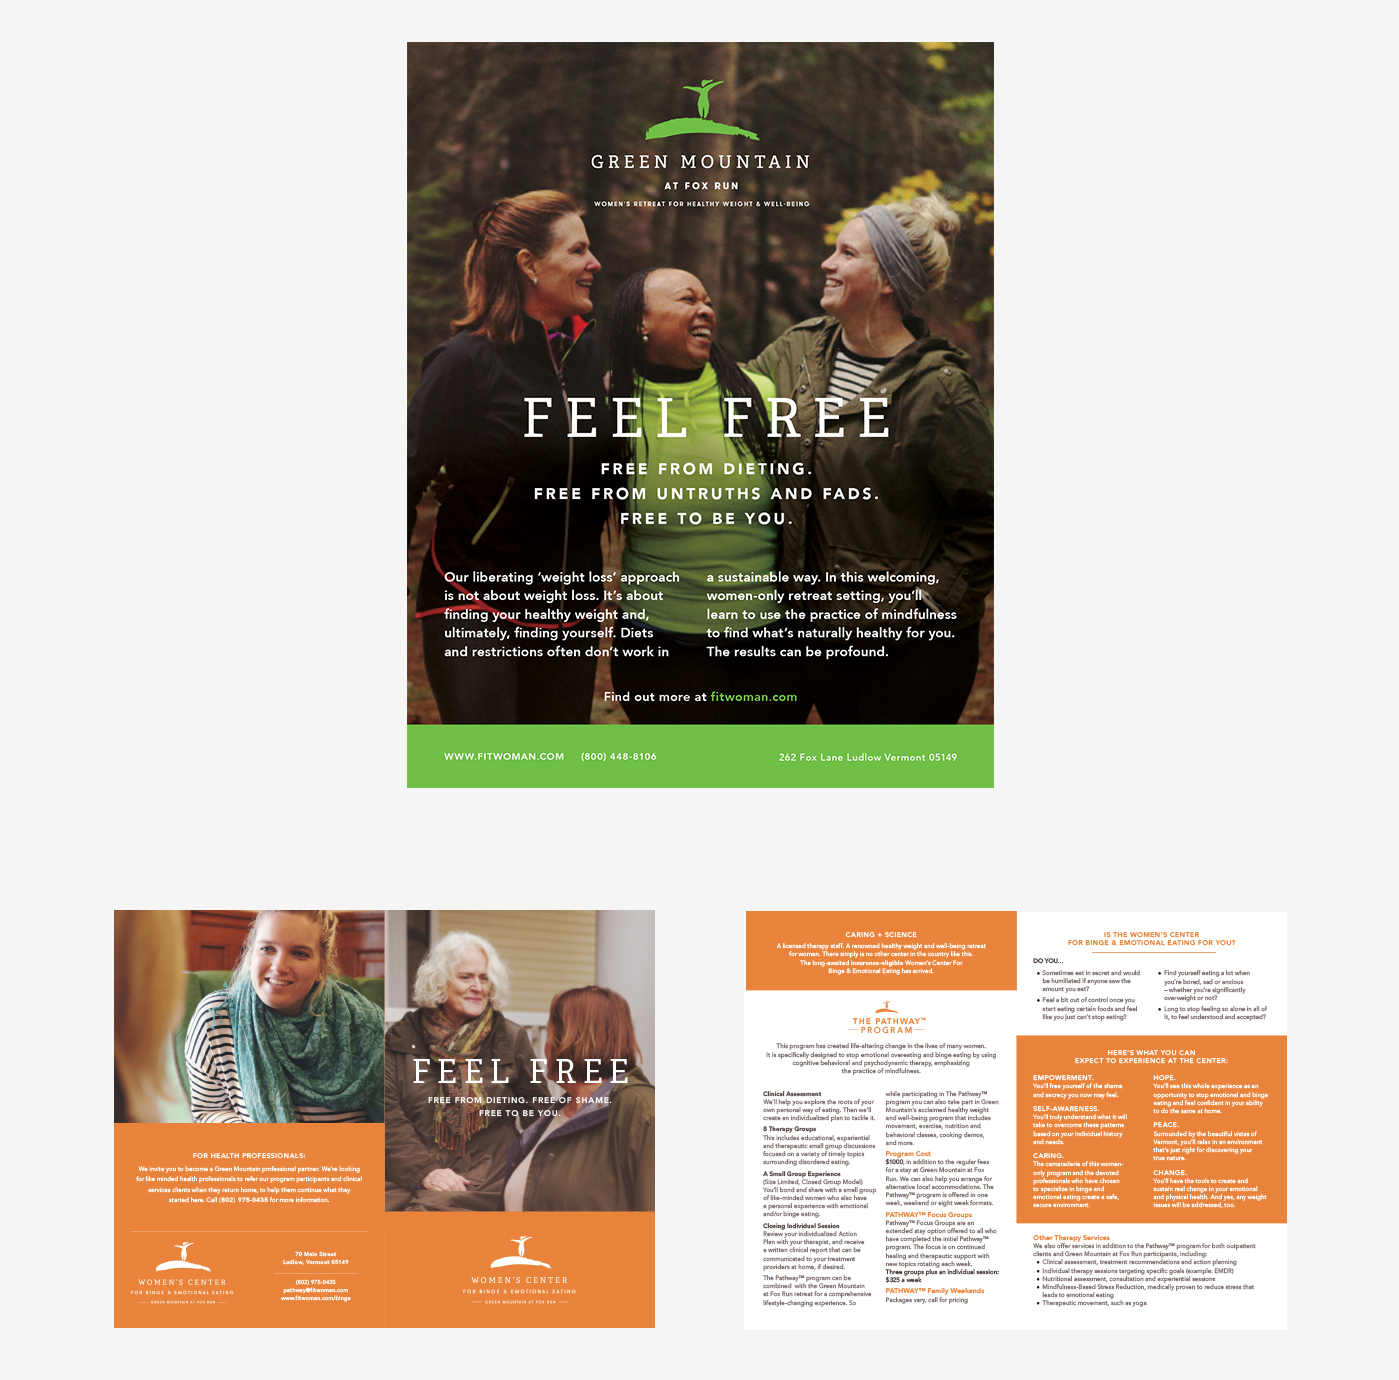 GREEN MOUNTAIN
AT FOX RUN
WOMEN'S RETREAT FOR HEALTHY WEIGHT & WELL-BEING
FEEL FREE
FREE FROM DIETING.
FREE FROM UNTRUTHS AND FADS.
FREE TO BE YOU.
Our liberating ‘weight loss’ approach
is not about weight loss. It’s about
finding your healthy weight and,
ultimately, finding yourself. Diets
and restrictions often don’t work in
a sustainable way. In this welcoming,
women-only retreat setting, you’ll
learn to use the practice of mindfulness
to find what’s naturally healthy for you.
The results can be profound.
Find out more at fitwoman.com
WWW.FITWOMAN.COM (800) 448-8106
262 Fox Lane Ludlow Vermont 05149
FOR HEALTH PROFESSIONALS:
We invite you to become a Green Mountain professional partner. We're looking
for like minded health professionals to refer our program participants and clinical
services clients when they return home, to help them continue what they
started here. Call (802) 975-0435 for more information.
WOMEN'S CENTER
FOR BINGE & EMOTIONAL EATING
GREEN MOUNTAIN AT FOX RUN
70 Main Street
Ludlow, Vermont 05149
(802) 975-0435
pathway@fitwoman.com
www.fitwoman.com/binge
FEEL FREE
FREE FROM DIETING. FREE OF SHAME.
FREE TO BE YOU.
WOMEN'S CENTER
FOR BINGE & EMOTIONAL EATING
GREEN MOUNTAIN AT FOX RUN
CARING + SCIENCE
A licensed therapy staff. A renowned healthy weight and well-being retreat
for women. There simply is no other center in the country like this.
The long-awaited insurance-eligible Women's Center For
Binge & Emotional Eating has arrived.
THE PATHWAY™
PROGRAM
This program has created life-altering change in the lives of many women.
It is specifically designed to stop emotional overeating and binge eating by using
cognitive behavioral and psychodynamic therapy, emphasizing
the practice of mindfulness.
Clinical Assessment
We'll help you explore the roots of your
own personal way of eating. Then we'll
create an individualized plan to tackle it.
8 Therapy Groups
This includes educational, experiential
and therapeutic small group discussions
focused on a variety of timely topics
surrounding disordered eating.
A Small Group Experience
(Size Limited, Closed Group Model)
You'll bond and share with a small group
of like-minded women who also have
a personal experience with emotional
and/or binge eating.
Closing Individual Session
Review your individualized Action
Plan with your therapist, and receive
a written clinical report that can be
communicated to your treatment
providers at home, if desired.
The Pathway™ program can be
combined with the Green Mountain
at Fox Run retreat for a comprehensive
lifestyle-changing experience. So
while participating in The Pathway™
program you can also take part in Green
Mountain's acclaimed healthy weight
and well-being program that includes
movement, exercise, nutrition and
behavioral classes, cooking demos,
and more.
Program Cost
$1000, in addition to the regular fees
for a stay at Green Mountain at Fox
Run. We can also help you arrange for
alternative local accommodations. The
Pathway™ program is offered in one
week, weekend or eight week formats.
PATHWAY™ Focus Groups
Pathway™ Focus Groups are an
extended stay option offered to all who
have completed the initial Pathway™
program. The focus is on continued
healing and therapeutic support with
new topics rotating each week.
Three groups plus an individual session:
$325 a week
PATHWAY™ Family Weekends
Packages vary, call for pricing
IS THE WOMEN'S CENTER
FOR BINGE & EMOTIONAL EATING FOR YOU?
DO YOU...
• Sometimes eat in secret and would
be humiliated if anyone saw the
amount you eat?
• Feel a bit out of control once you
start eating certain foods and feel
like you just can't stop eating?
• Find yourself eating a lot when
you're bored, sad or anxious
– whether you're significantly
overweight or not?
• Long to stop feeling so alone in all of
it, to feel understood and accepted?
HERE'S WHAT YOU CAN
EXPECT TO EXPERIENCE AT THE CENTER:
EMPOWERMENT.
You'll free yourself of the shame
and secrecy you now may feel.
SELF-AWARENESS.
You'll truly understand what it will
take to overcome these patterns
based on your individual history
and needs.
CARING.
The camaraderie of this women-
only program and the devoted
professionals who have chosen
to specialize in binge and
emotional eating create a safe,
secure environment.
HOPE.
You'll see this whole experience as an
opportunity to stop emotional and binge
eating and feel confident in your ability
to do the same at home.
PEACE.
Surrounded by the beautiful vistas of
Vermont, you'll relax in an environment
that's just right for discovering your
true nature.
CHANGE.
You'll have the tools to create and
sustain real change in your emotional
and physical health. And yes, any weight
issues will be addressed, too.
Other Therapy Services
We also offer services in addition to the Pathway™ program for both outpatient
clients and Green Mountain at Fox Run participants, including:
• Clinical assessment, treatment recommendations and action planning
• Individual therapy sessions targeting specific goals (example: EMDR)
• Nutritional assessment, consultation and experiential sessions
• Mindfulness-Based Stress Reduction, medically proven to reduce stress that
leads to emotional eating
• Therapeutic movement, such as yoga